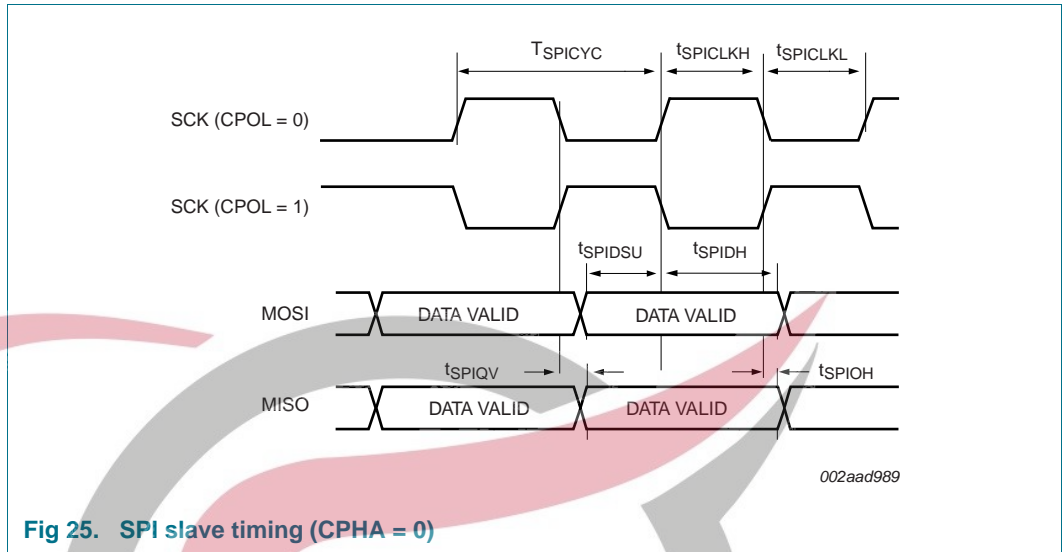 TSPICYC
tSPICLKH
tSPICLKL
SCK (CPOL = 0)
SCK (CPOL = 1)
tSPIDSU
tSPIDH
MOSI
DATA VALID
DATA VALID
tSPIQV
tSPIOH
MISO
DATA VALID
DATA VALID
002aad989
Fig 25. SPI slave timing (CPHA = 0)